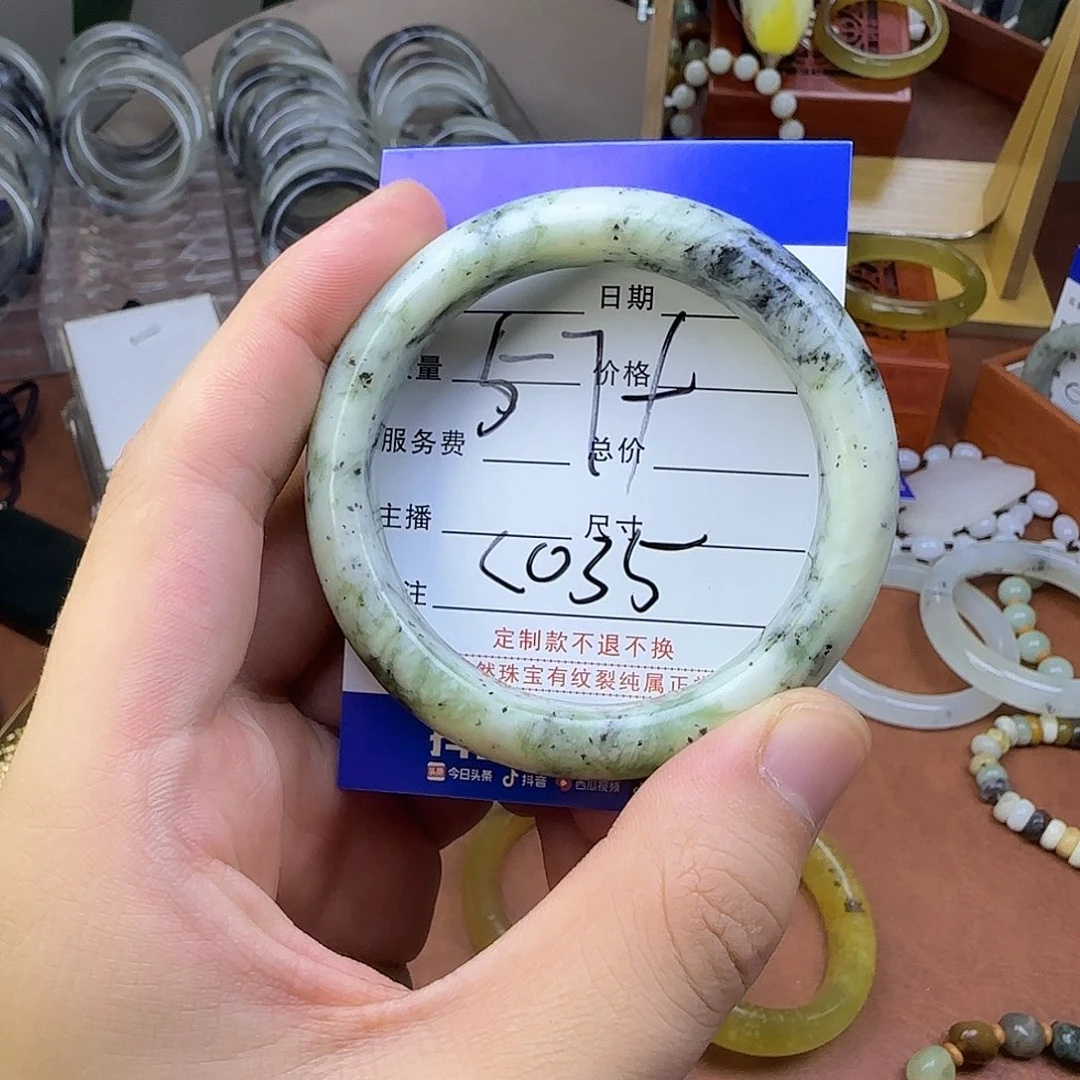 日期
量 价格
57
服务费 总价
主播 尺寸
C035
注
定制款不退不换
然珠宝有纹裂纯属正
今日头条 抖音 西瓜视频